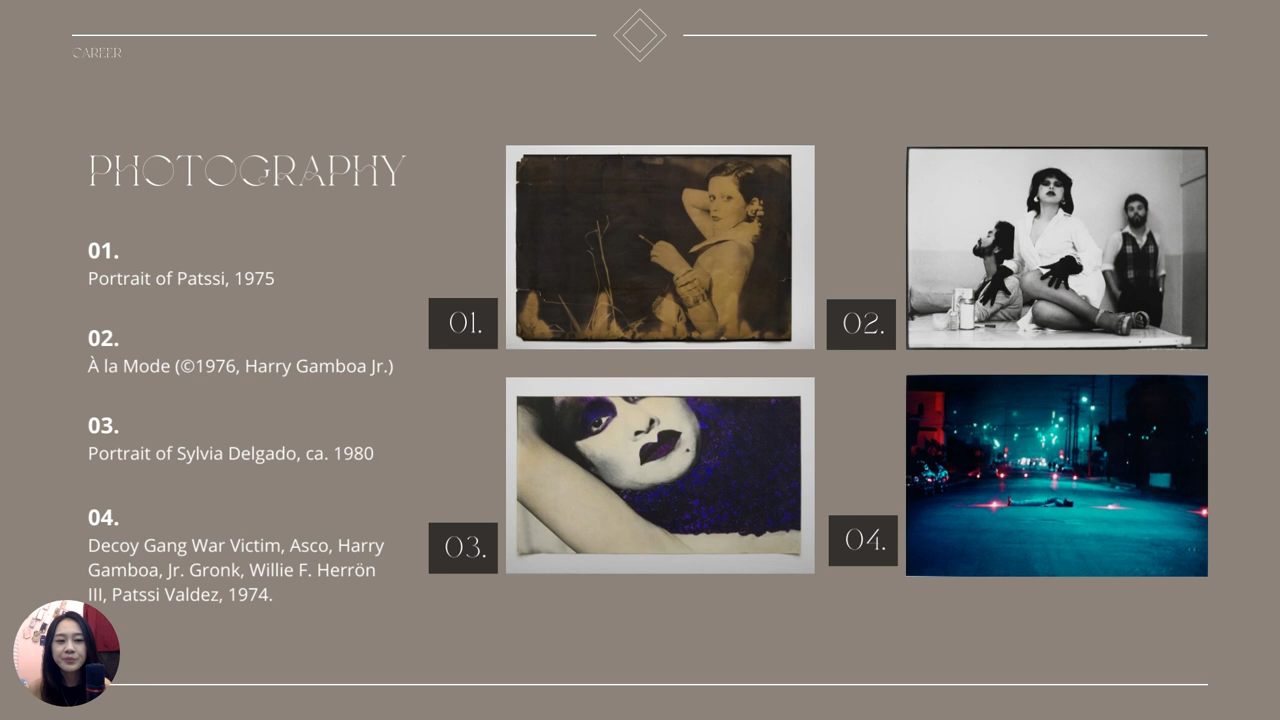 CAREER
PHOTOGRAPHY
01.
Portrait of Patssi, 1975
02.
À la Mode (©1976, Harry Gamboa Jr.)
03.
Portrait of Sylvia Delgado, ca. 1980
04.
Decoy Gang War Victim, Asco, Harry
Gamboa, Jr. Gronk, Willie F. Herrön
III, Patssi Valdez, 1974.
01.
02.
03.
04.